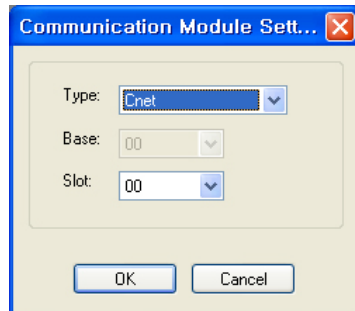 Communication Module Sett...
Type: Cnet
Base: 00
Slot: 00
OK Cancel